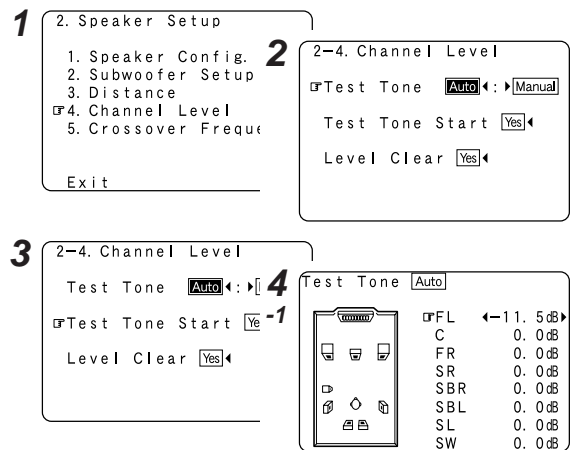 1
2. Speaker Setup
1. Speaker Config.
2. Subwoofer Setup
3. Distance
☞4. Channel Level
5. Crossover Freque
Exit
2
2-4. Channel Level
☞Test Tone Auto◀:▶Manual
Test Tone Start Yes◀
Level Clear Yes◀
3
2-4. Channel Level
Test Tone Auto◀:▶
☞Test Tone Start Ye
Level Clear Yes◀
4
-1
Test Tone Auto
☞FL ◀-11.5dB▶
C 0.0dB
FR 0.0dB
SR 0.0dB
SBR 0.0dB
SBL 0.0dB
SL 0.0dB
SW 0.0dB